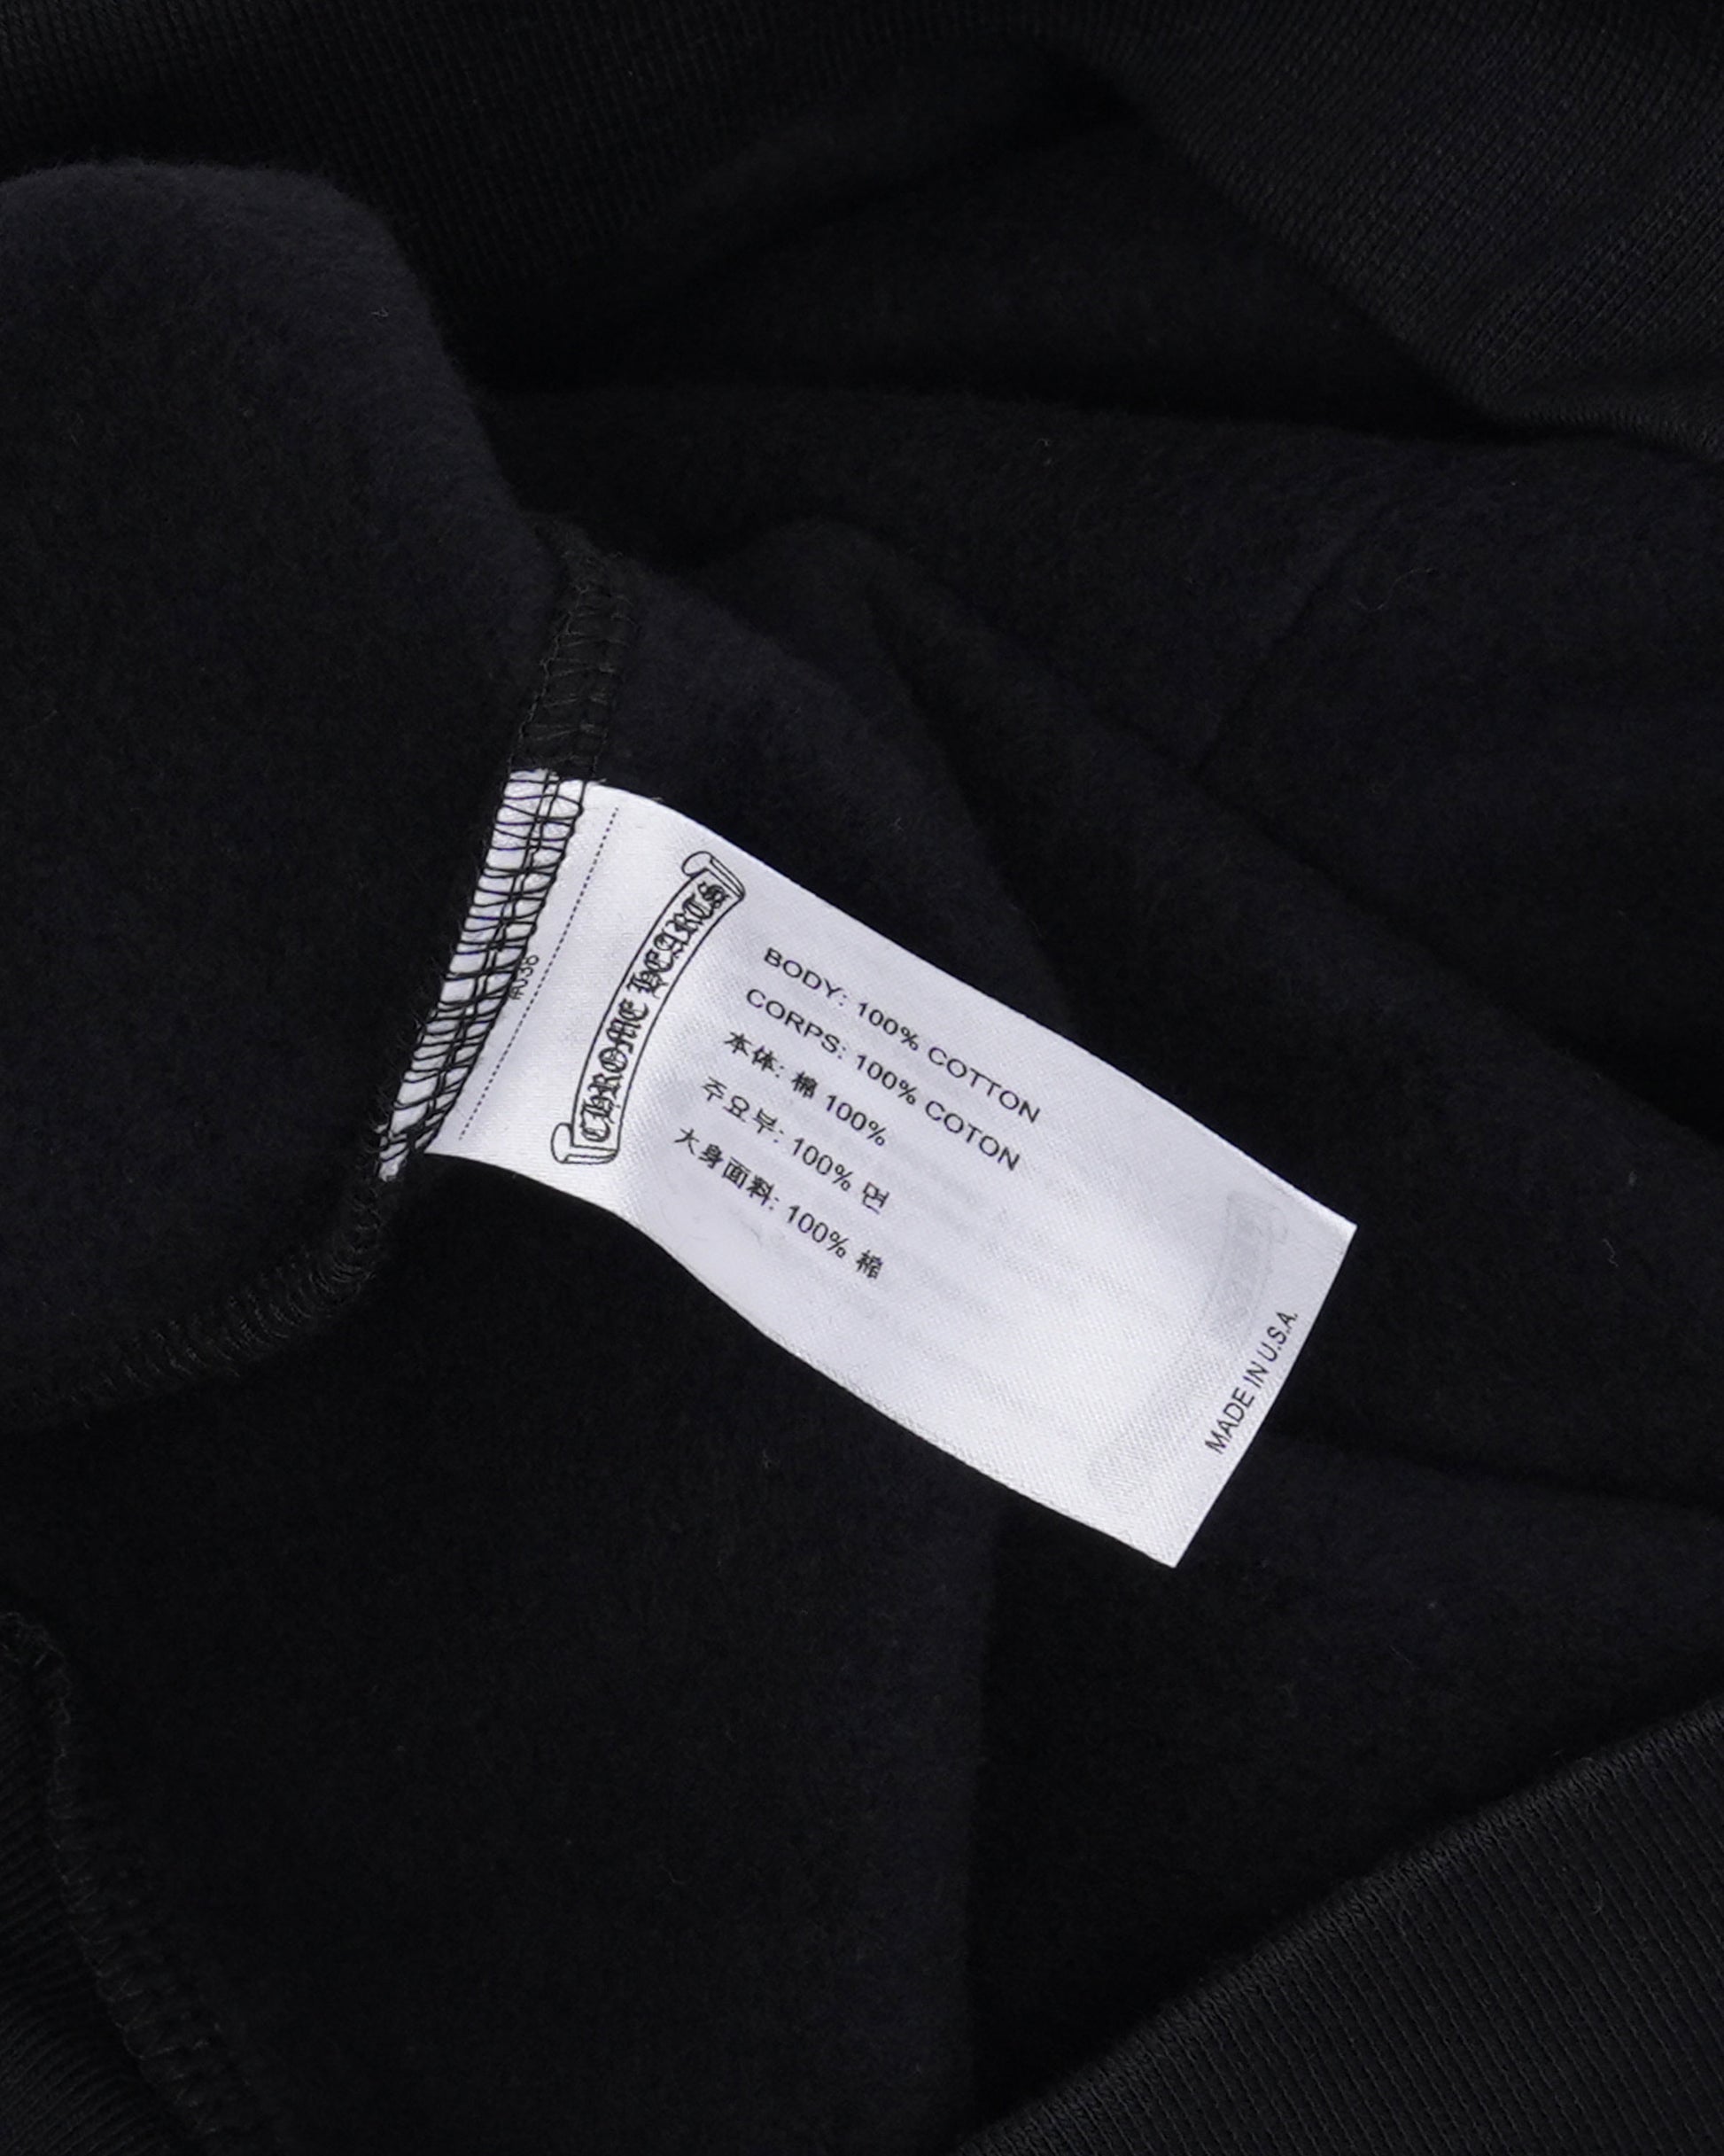 #J38
CHROME HEARTS
BODY: 100% COTTON
CORPS: 100% COTON
本体: 棉 100%
주요부: 100% 면
大身面料: 100% 棉
MADE IN U.S.A.